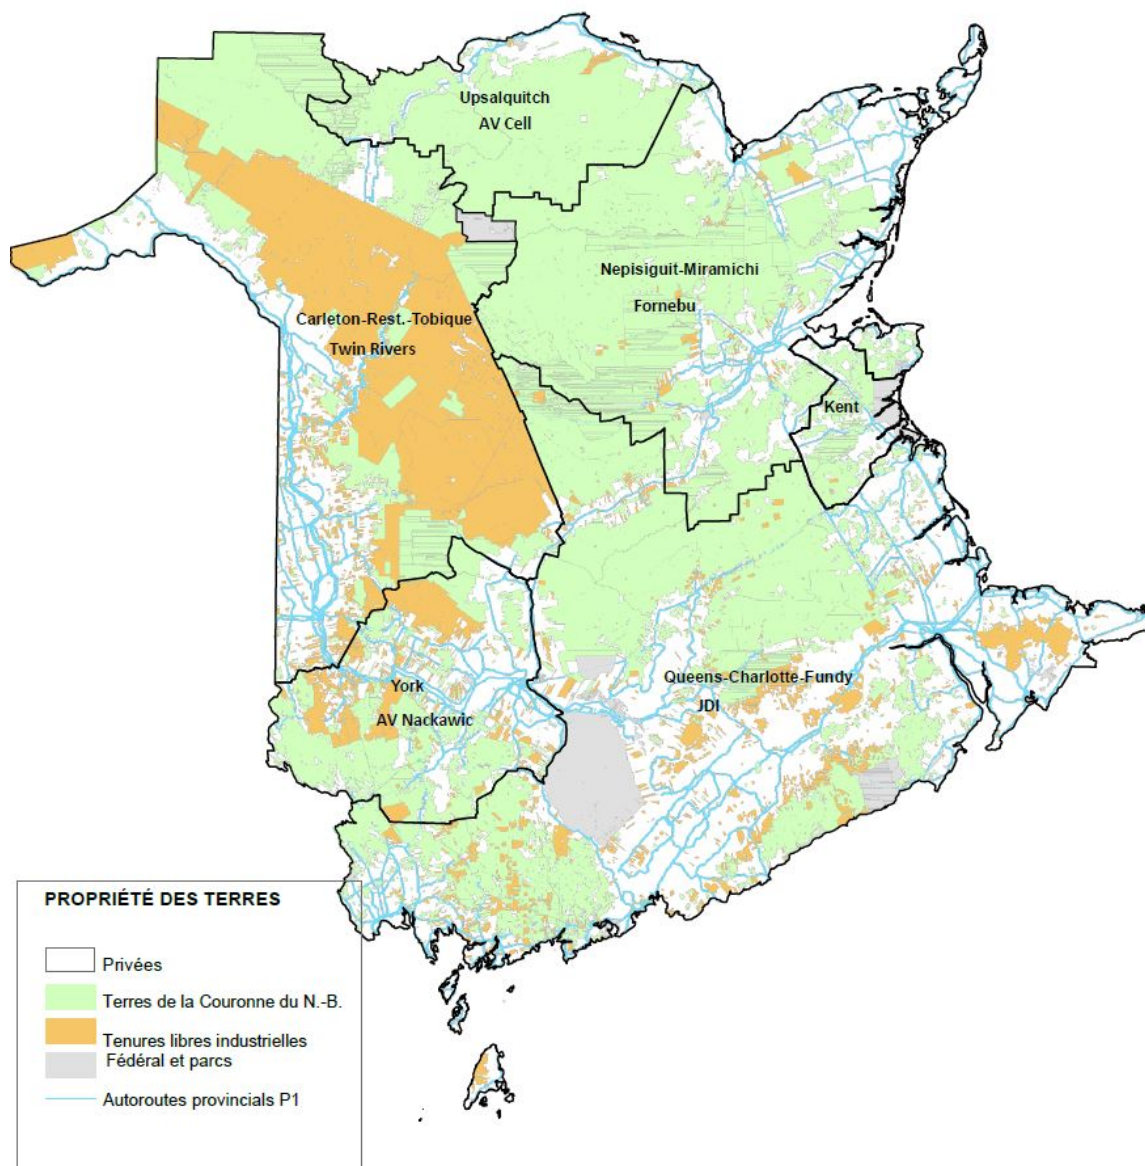 Upsalquitch
AV Cell
Nepisiguit-Miramichi
Fornebu
Carleton-Rest.-Tobique
Twin Rivers
Kent
Queens-Charlotte-Fundy
JDI
York
AV Nackawic
PROPRIÉTÉ DES TERRES
Privées
Terres de la Couronne du N.-B.
Tenures libres industrielles
Fédéral et parcs
Autoroutes provincials P1